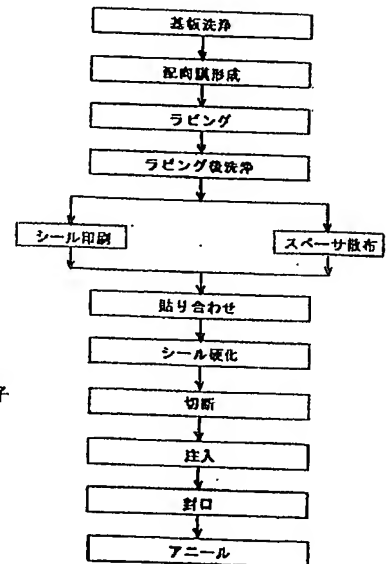 基板洗浄
配向膜形成
ラビング
ラビング後洗浄
シール印刷
スペーサ散布
貼り合わせ
シール硬化
子
切断
注入
封口
アニール